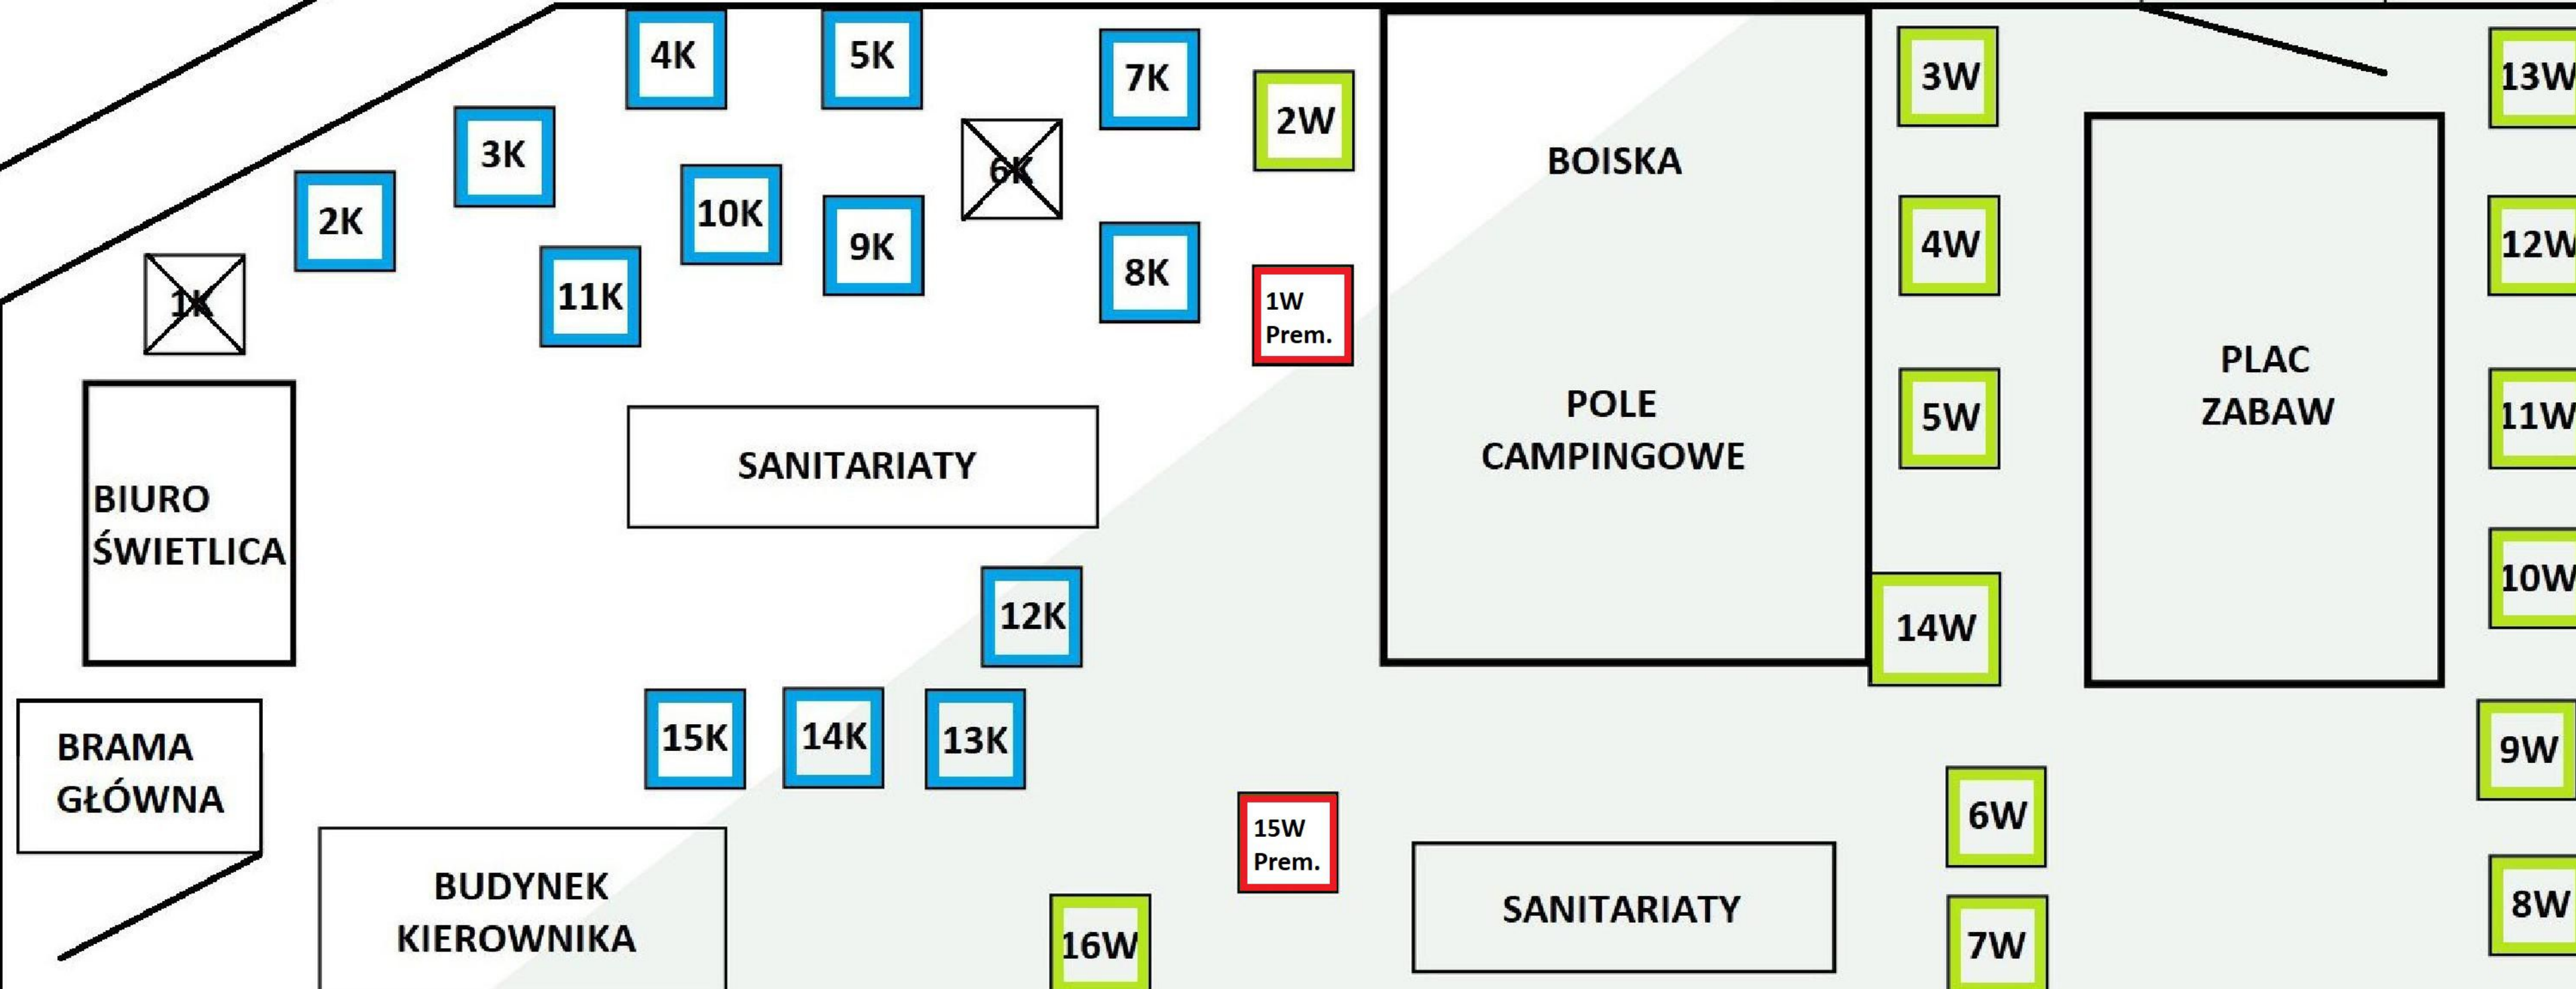 4K
5K
7K
3W
13W
2W
3K
6K
BOISKA
2K
10K
9K
4W
12W
8K
11K
1K
1W
Prem.
PLAC
ZABAW
POLE
CAMPINGOWE
5W
11W
SANITARIATY
BIURO
ŚWIETLICA
10W
12K
14W
BRAMA
GŁÓWNA
15K
14K
13K
9W
6W
15W
Prem.
BUDYNEK
KIEROWNIKA
SANITARIATY
8W
16W
7W